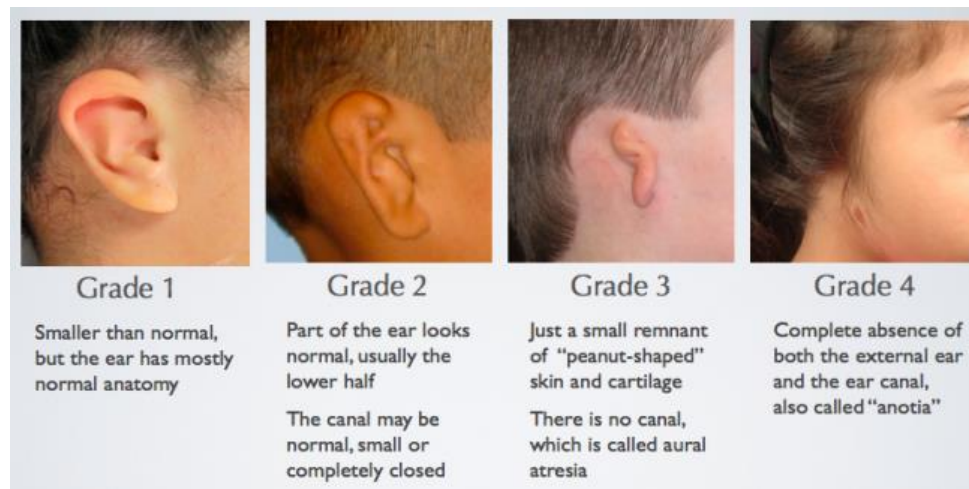 Grade 1
Smaller than normal,
but the ear has mostly
normal anatomy
Grade 2
Part of the ear looks
normal, usually the
lower half
The canal may be
normal, small or
completely closed
Grade 3
Just a small remnant
of “peanut-shaped”
skin and cartilage
There is no canal,
which is called aural
atresia
Grade 4
Complete absence of
both the external ear
and the ear canal,
also called “anotia”